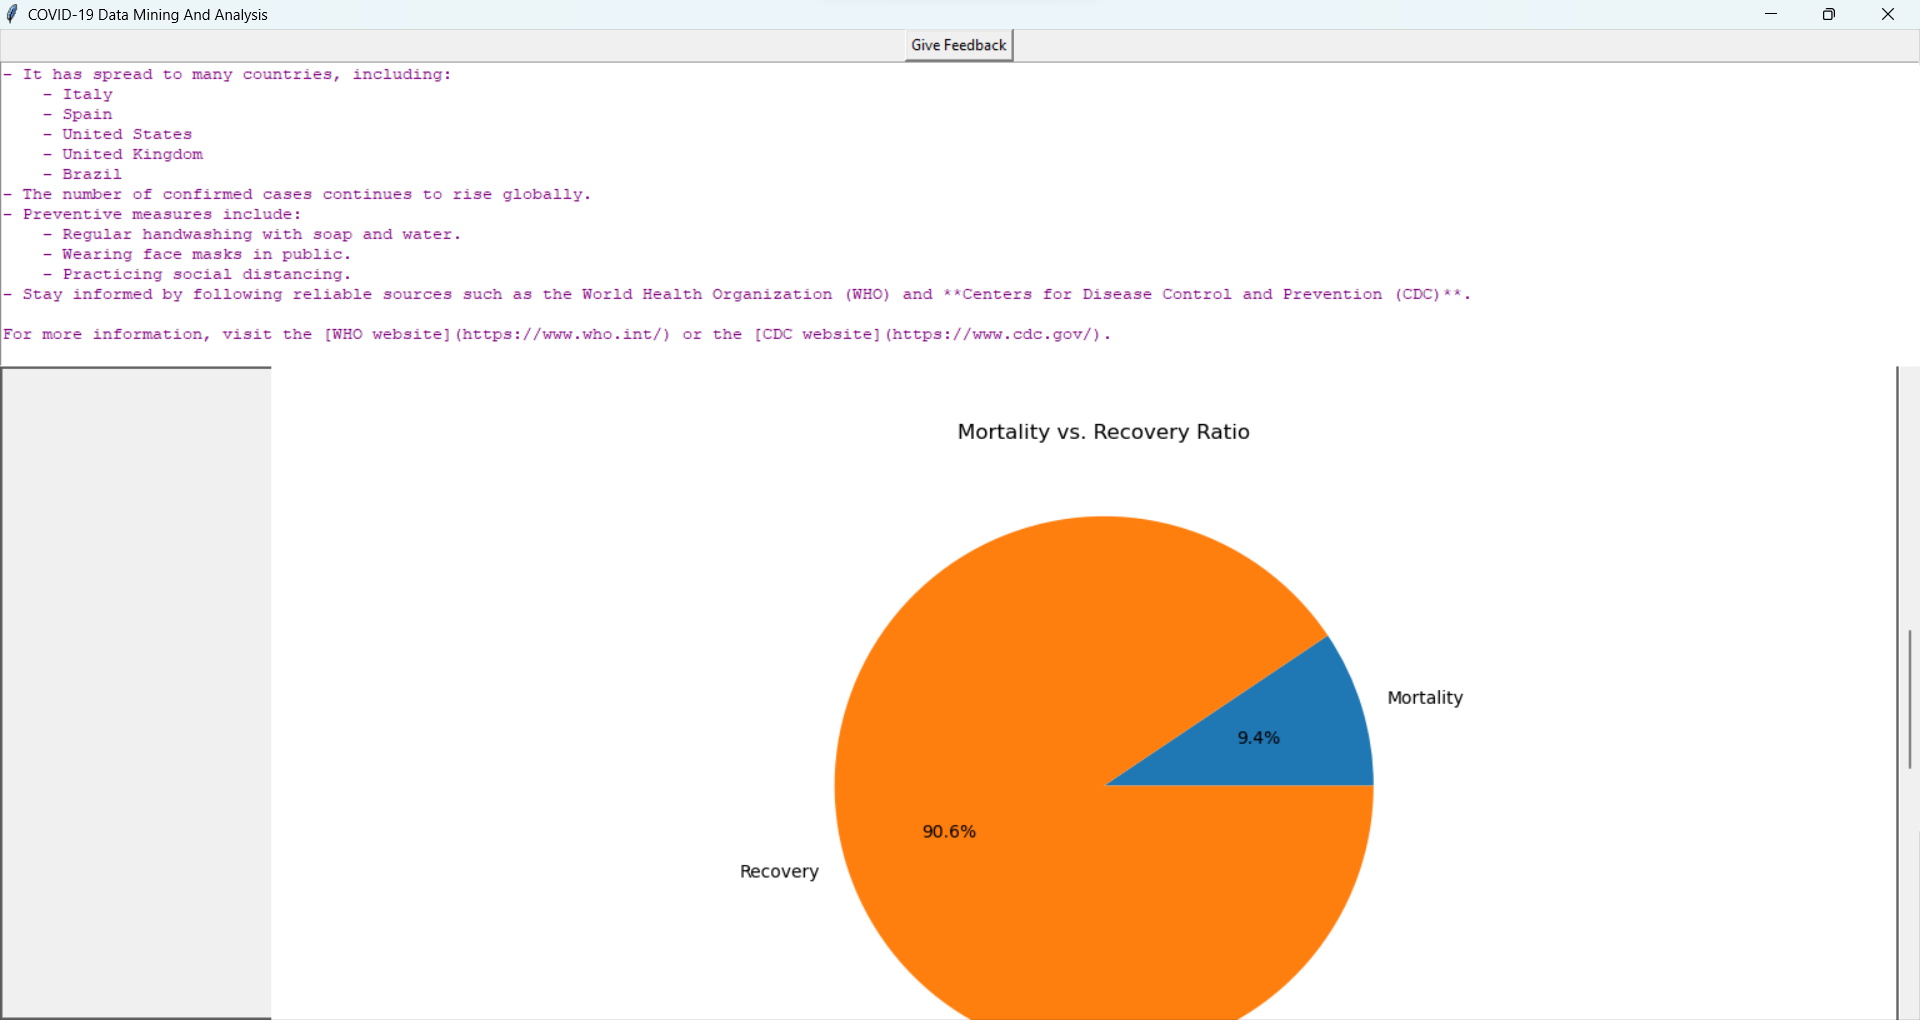 COVID-19 Data Mining And Analysis
Give Feedback
- It has spread to many countries, including:
- Italy
- Spain
- United States
- United Kingdom
- Brazil
- The number of confirmed cases continues to rise globally.
- Preventive measures include:
- Regular handwashing with soap and water.
- Wearing face masks in public.
- Practicing social distancing.
- Stay informed by following reliable sources such as the World Health Organization (WHO) and **Centers for Disease Control and Prevention (CDC)**.
For more information, visit the [WHO website](https://www.who.int/) or the [CDC website](https://www.cdc.gov/).
Mortality vs. Recovery Ratio
Mortality
9.4%
90.6%
Recovery